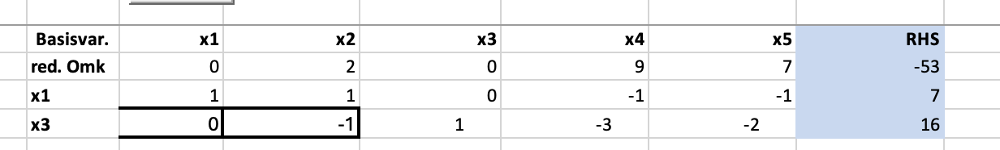 Basisvar. x1 x2 x3 x4 x5 RHS
red. Omk 0 2 0 9 7 -53
x1 1 1 0 -1 -1 7
x3 0 -1 1 -3 -2 16